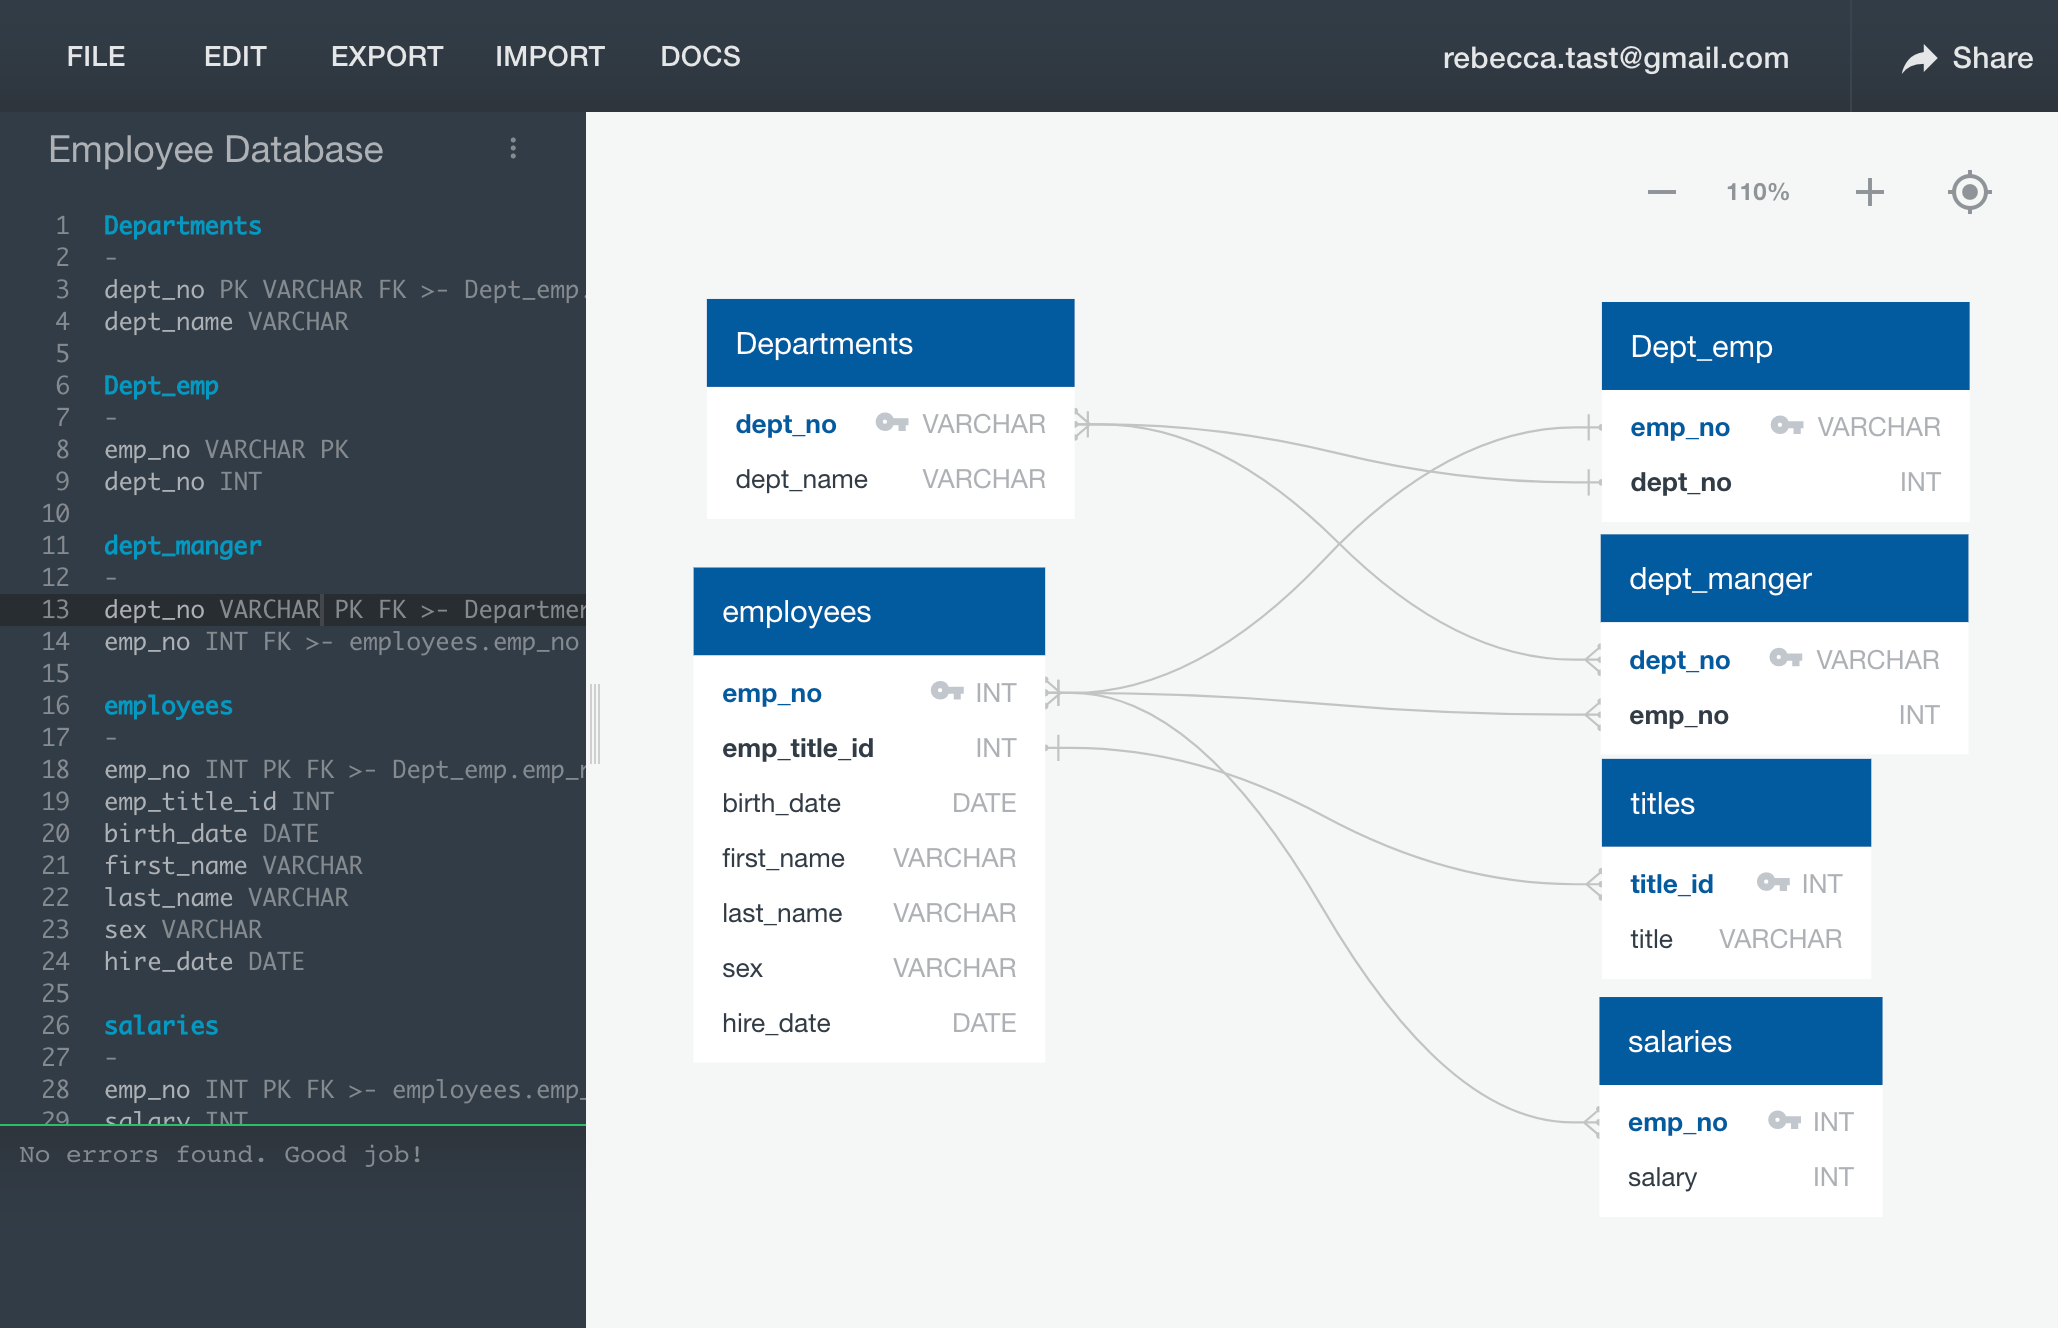 FILE EDIT EXPORT IMPORT DOCS rebecca.tast@gmail.com Share
Employee Database
1 Departments
2 -
3 dept_no PK VARCHAR FK >- Dept_emp.
4 dept_name VARCHAR
5
6 Dept_emp
7 -
8 emp_no VARCHAR PK
9 dept_no INT
10
11 dept_manger
12 -
13 dept_no VARCHAR PK FK >- Departmen
14 emp_no INT FK >- employees.emp_no
15
16 employees
17 -
18 emp_no INT PK FK >- Dept_emp.emp_n
19 emp_title_id INT
20 birth_date DATE
21 first_name VARCHAR
22 last_name VARCHAR
23 sex VARCHAR
24 hire_date DATE
25
26 salaries
27 -
28 emp_no INT PK FK >- employees.emp_
29 salary INT
No errors found. Good job!
110%
Departments
dept_no VARCHAR
dept_name VARCHAR
employees
emp_no INT
emp_title_id INT
birth_date DATE
first_name VARCHAR
last_name VARCHAR
sex VARCHAR
hire_date DATE
Dept_emp
emp_no VARCHAR
dept_no INT
dept_manger
dept_no VARCHAR
emp_no INT
titles
title_id INT
title VARCHAR
salaries
emp_no INT
salary INT